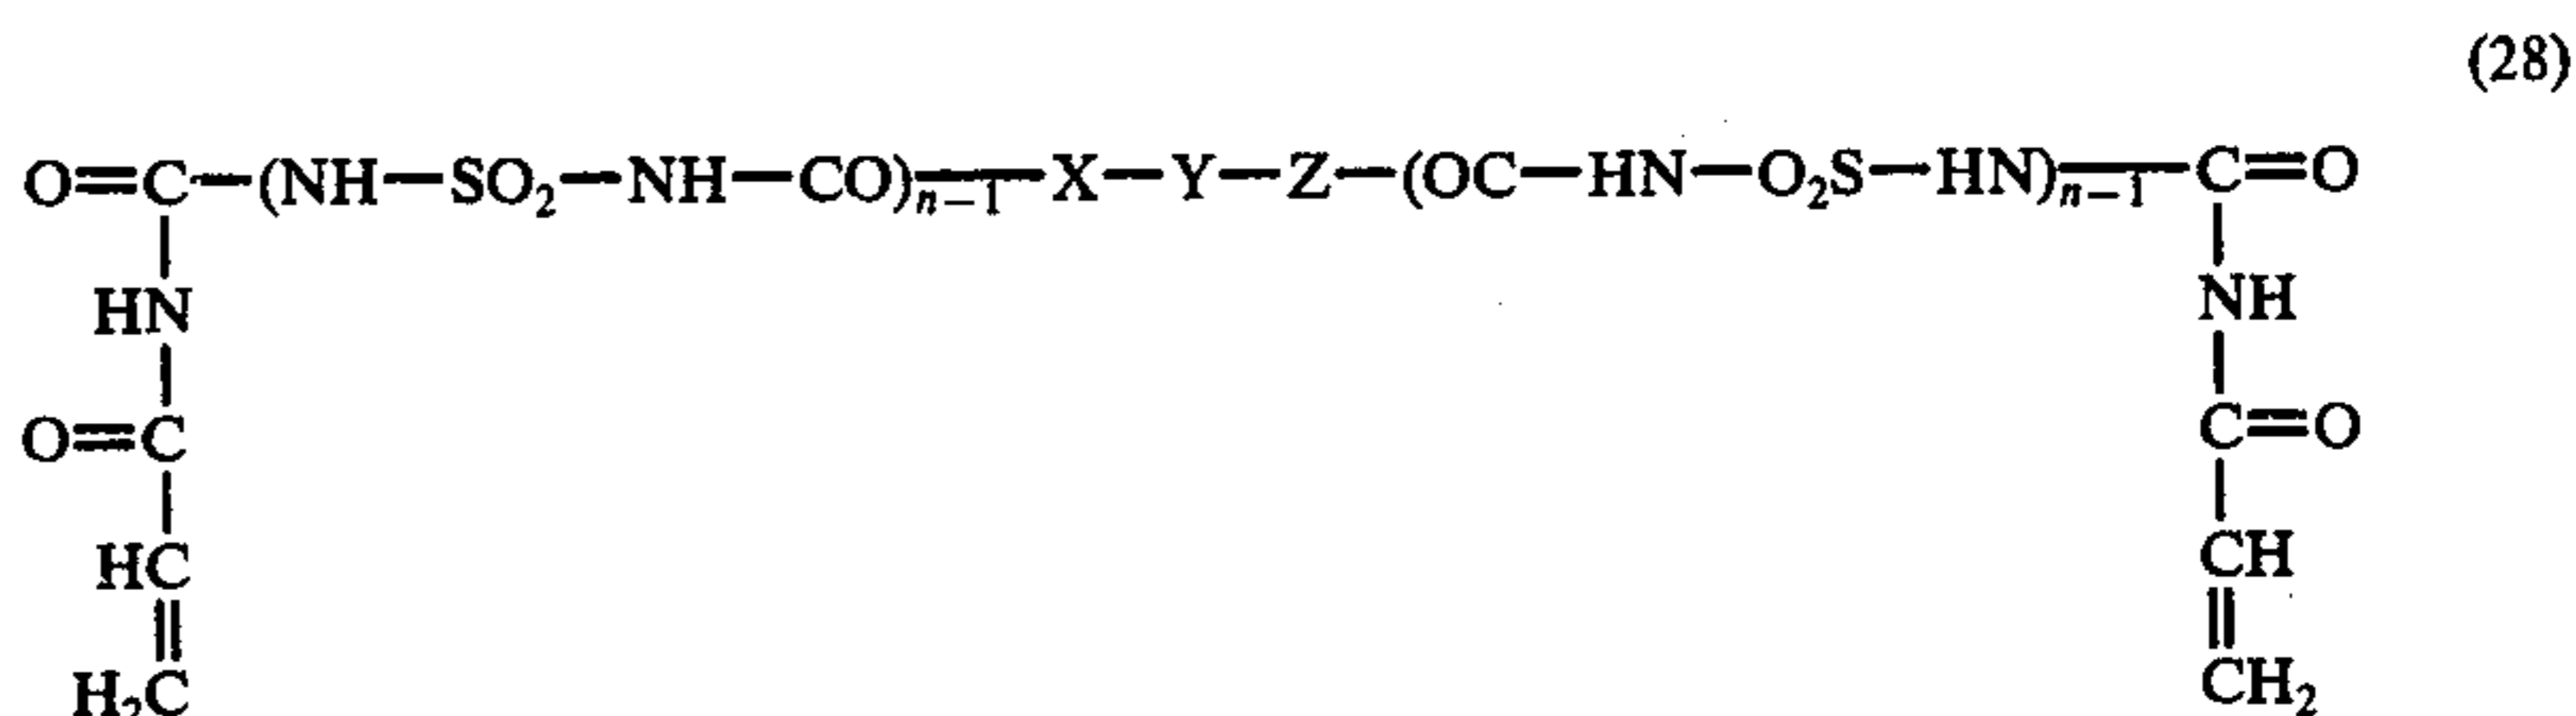 (28)
O=C—(NH—SO₂—NH—CO)ₙ₋₁—X—Y—Z—(OC—HN—O₂S—HN)ₙ₋₁—C=O
HN NH
O=C C=O
HC CH
H₂C CH₂